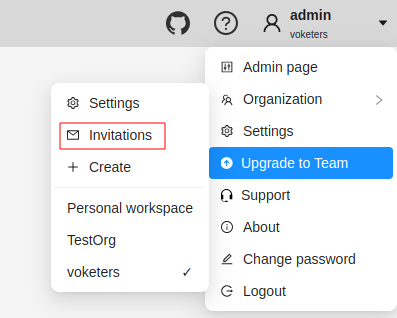 admin
voketers
Admin page
Organization
Settings
Upgrade to Team
Support
About
Change password
Logout
Settings
Invitations
Create
Personal workspace
TestOrg
voketers